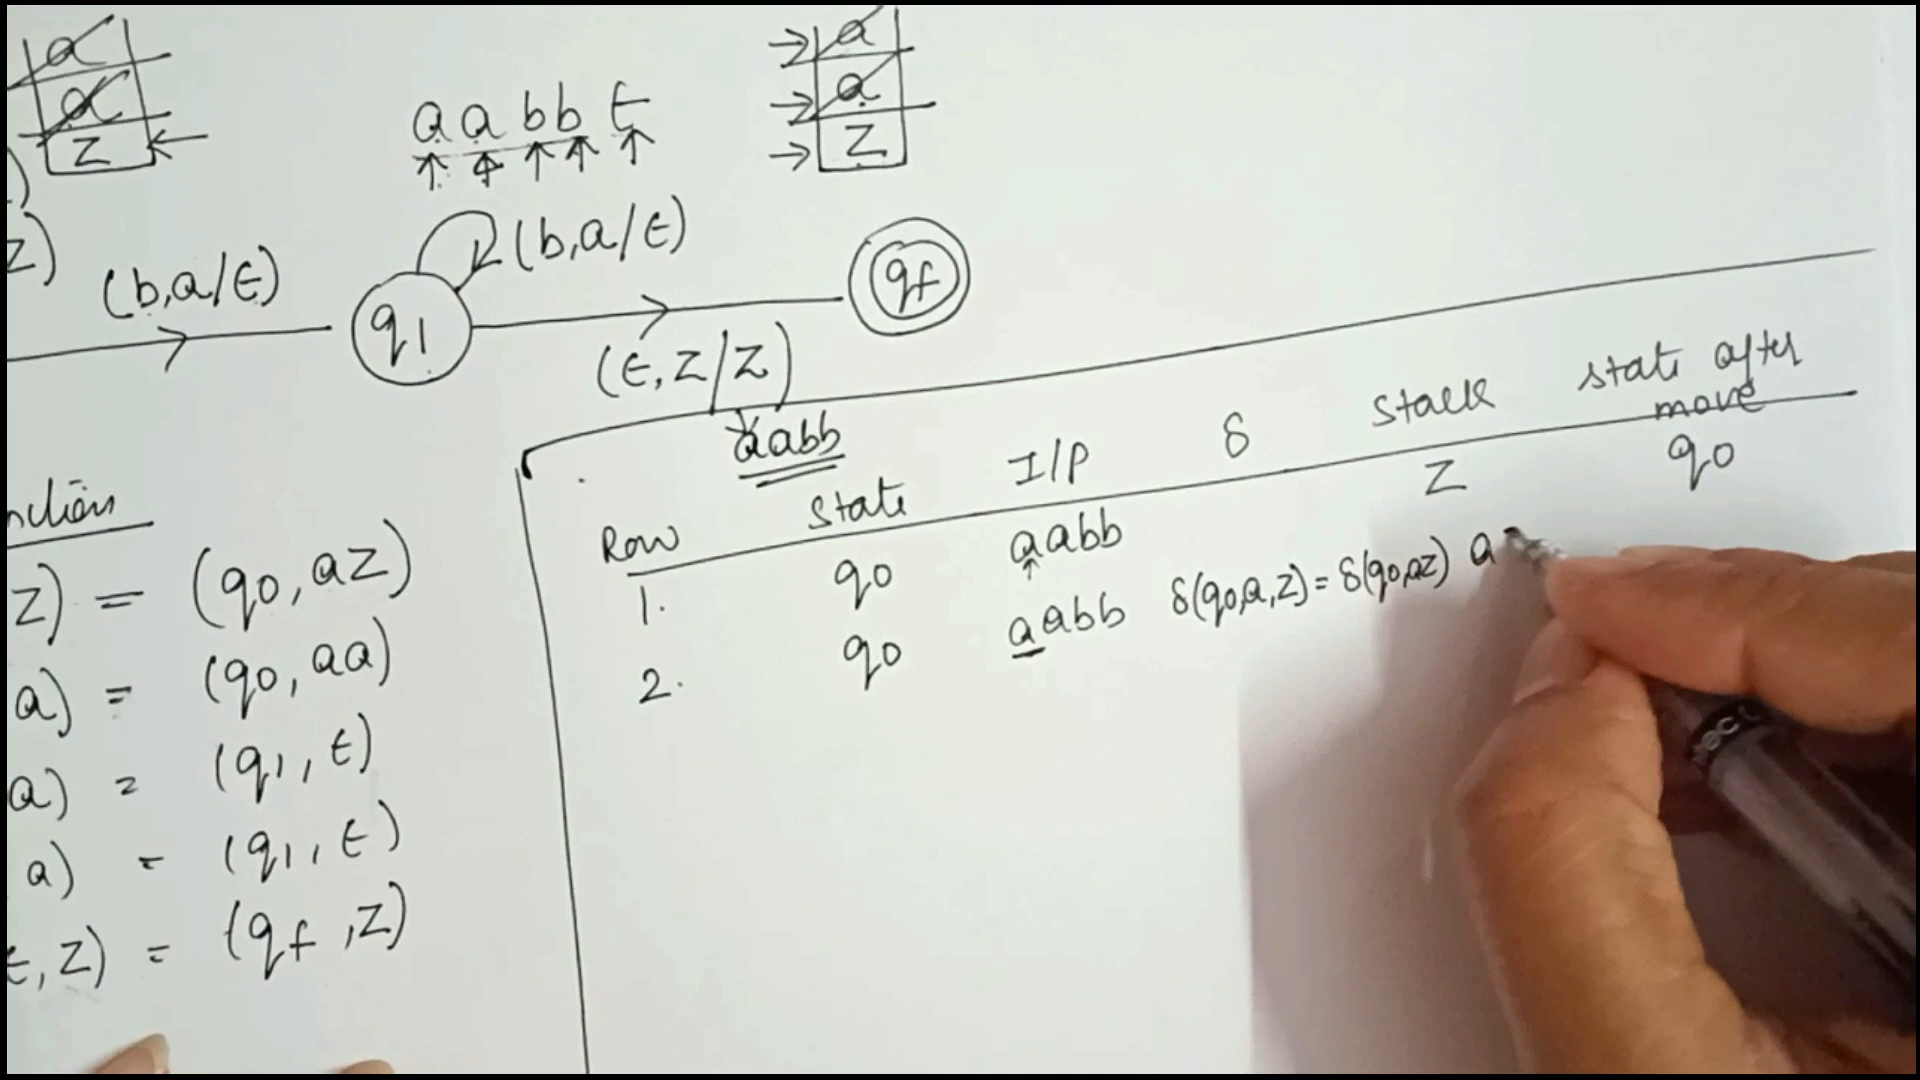 a
a
z
a a b b ϵ
a
a
z
)
z)
(b,a/ϵ)
q1
(b,a/ϵ)
(ϵ,z/z)
qf
nction
z) = (q0,az)
a) = (q0,aa)
a) = (q1,ϵ)
a) = (q1,ϵ)
ϵ,z) = (qf,z)
aabb
Row State I/P δ Stack state after
move
1. q0 aabb z q0
2. q0 aabb δ(q0,a,z) = δ(q0,az) a